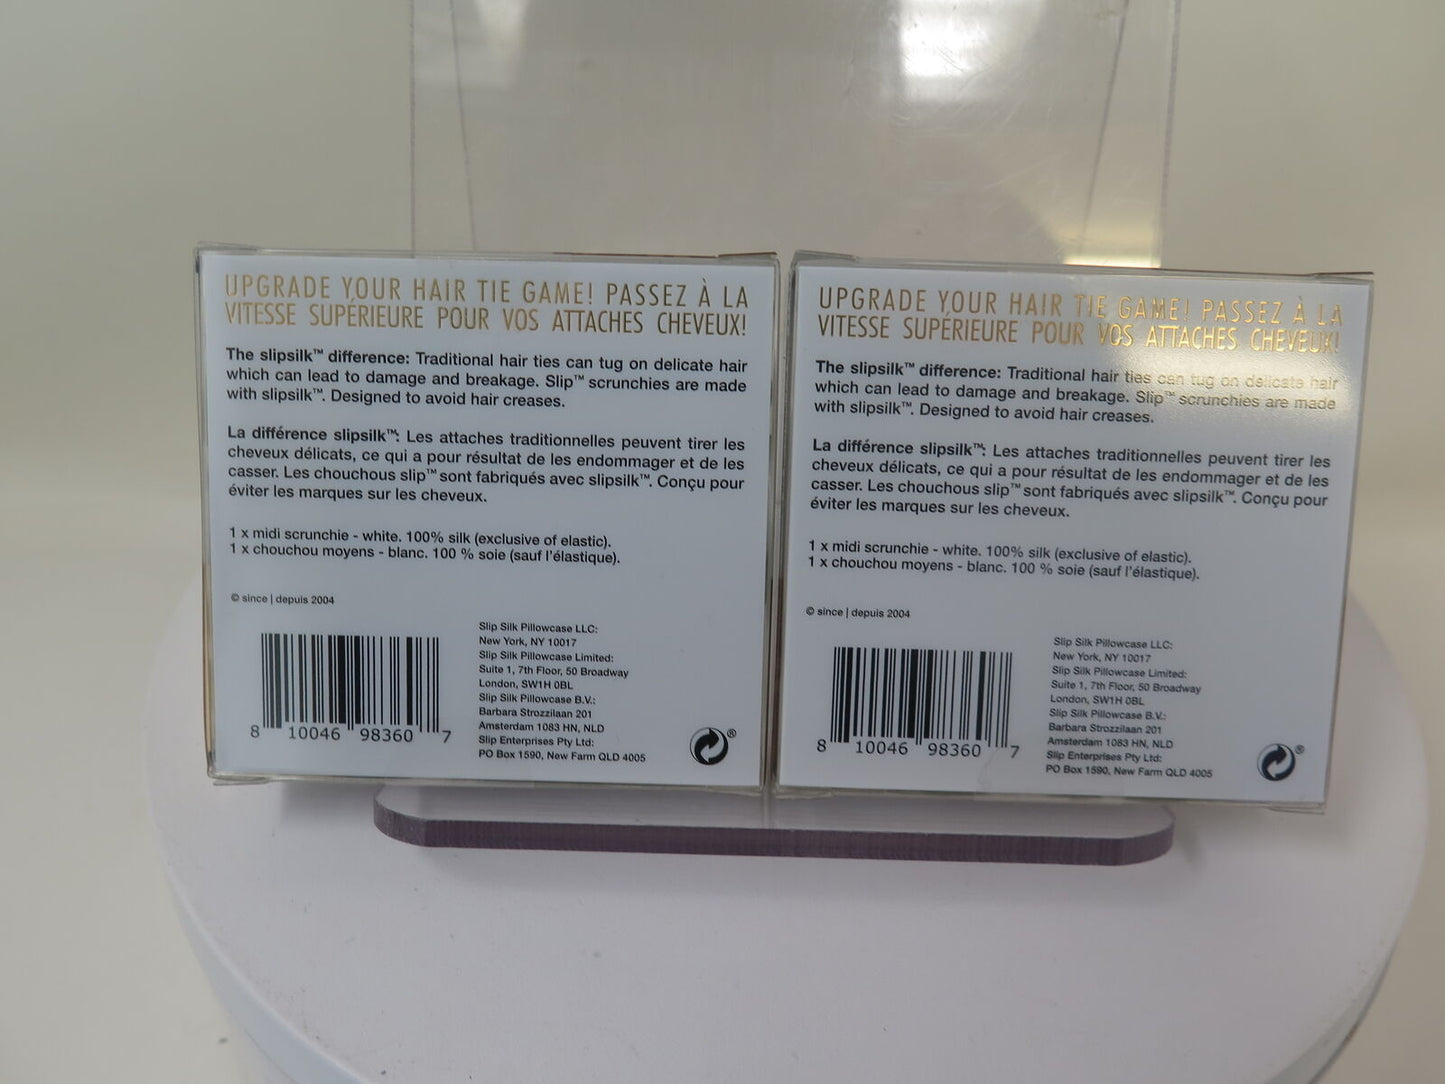 UPGRADE YOUR HAIR TIE GAME! PASSEZ À LA
VITESSE SUPÉRIEURE POUR VOS ATTACHES CHEVEUX!
The slipsilk™ difference: Traditional hair ties can tug on delicate hair
which can lead to damage and breakage. Slip™ scrunchies are made
with slipsilk™. Designed to avoid hair creases.
La différence slipsilk™: Les attaches traditionnelles peuvent tirer les
cheveux délicats, ce qui a pour résultat de les endommager et de les
casser. Les chouchous slip™ sont fabriqués avec slipsilk™. Conçu pour
éviter les marques sur les cheveux.
1 x midi scrunchie - white. 100% silk (exclusive of elastic).
1 x chouchou moyens - blanc. 100 % soie (sauf l'élastique).
© since | depuis 2004
8 10046 98360 7
Slip Silk Pillowcase LLC:
New York, NY 10017
Slip Silk Pillowcase Limited:
Suite 1, 7th Floor, 50 Broadway
London, SW1H 0BL
Slip Silk Pillowcase B.V.:
Barbara Strozzilaan 201
Amsterdam 1083 HN, NLD
Slip Enterprises Pty Ltd:
PO Box 1590, New Farm QLD 4005
®
UPGRADE YOUR HAIR TIE GAME! PASSEZ À LA
VITESSE SUPÉRIEURE POUR VOS ATTACHES CHEVEUX!
The slipsilk™ difference: Traditional hair ties can tug on delicate hair
which can lead to damage and breakage. Slip™ scrunchies are made
with slipsilk™. Designed to avoid hair creases.
La différence slipsilk™: Les attaches traditionnelles peuvent tirer les
cheveux délicats, ce qui a pour résultat de les endommager et de les
casser. Les chouchous slip™ sont fabriqués avec slipsilk™. Conçu pour
éviter les marques sur les cheveux.
1 x midi scrunchie - white. 100% silk (exclusive of elastic).
1 x chouchou moyens - blanc. 100 % soie (sauf l'élastique).
© since | depuis 2004
8 10046 98360 7
Slip Silk Pillowcase LLC:
New York, NY 10017
Slip Silk Pillowcase Limited:
Suite 1, 7th Floor, 50 Broadway
London, SW1H 0BL
Slip Silk Pillowcase B.V.:
Barbara Strozzilaan 201
Amsterdam 1083 HN, NLD
Slip Enterprises Pty Ltd:
PO Box 1590, New Farm QLD 4005
®